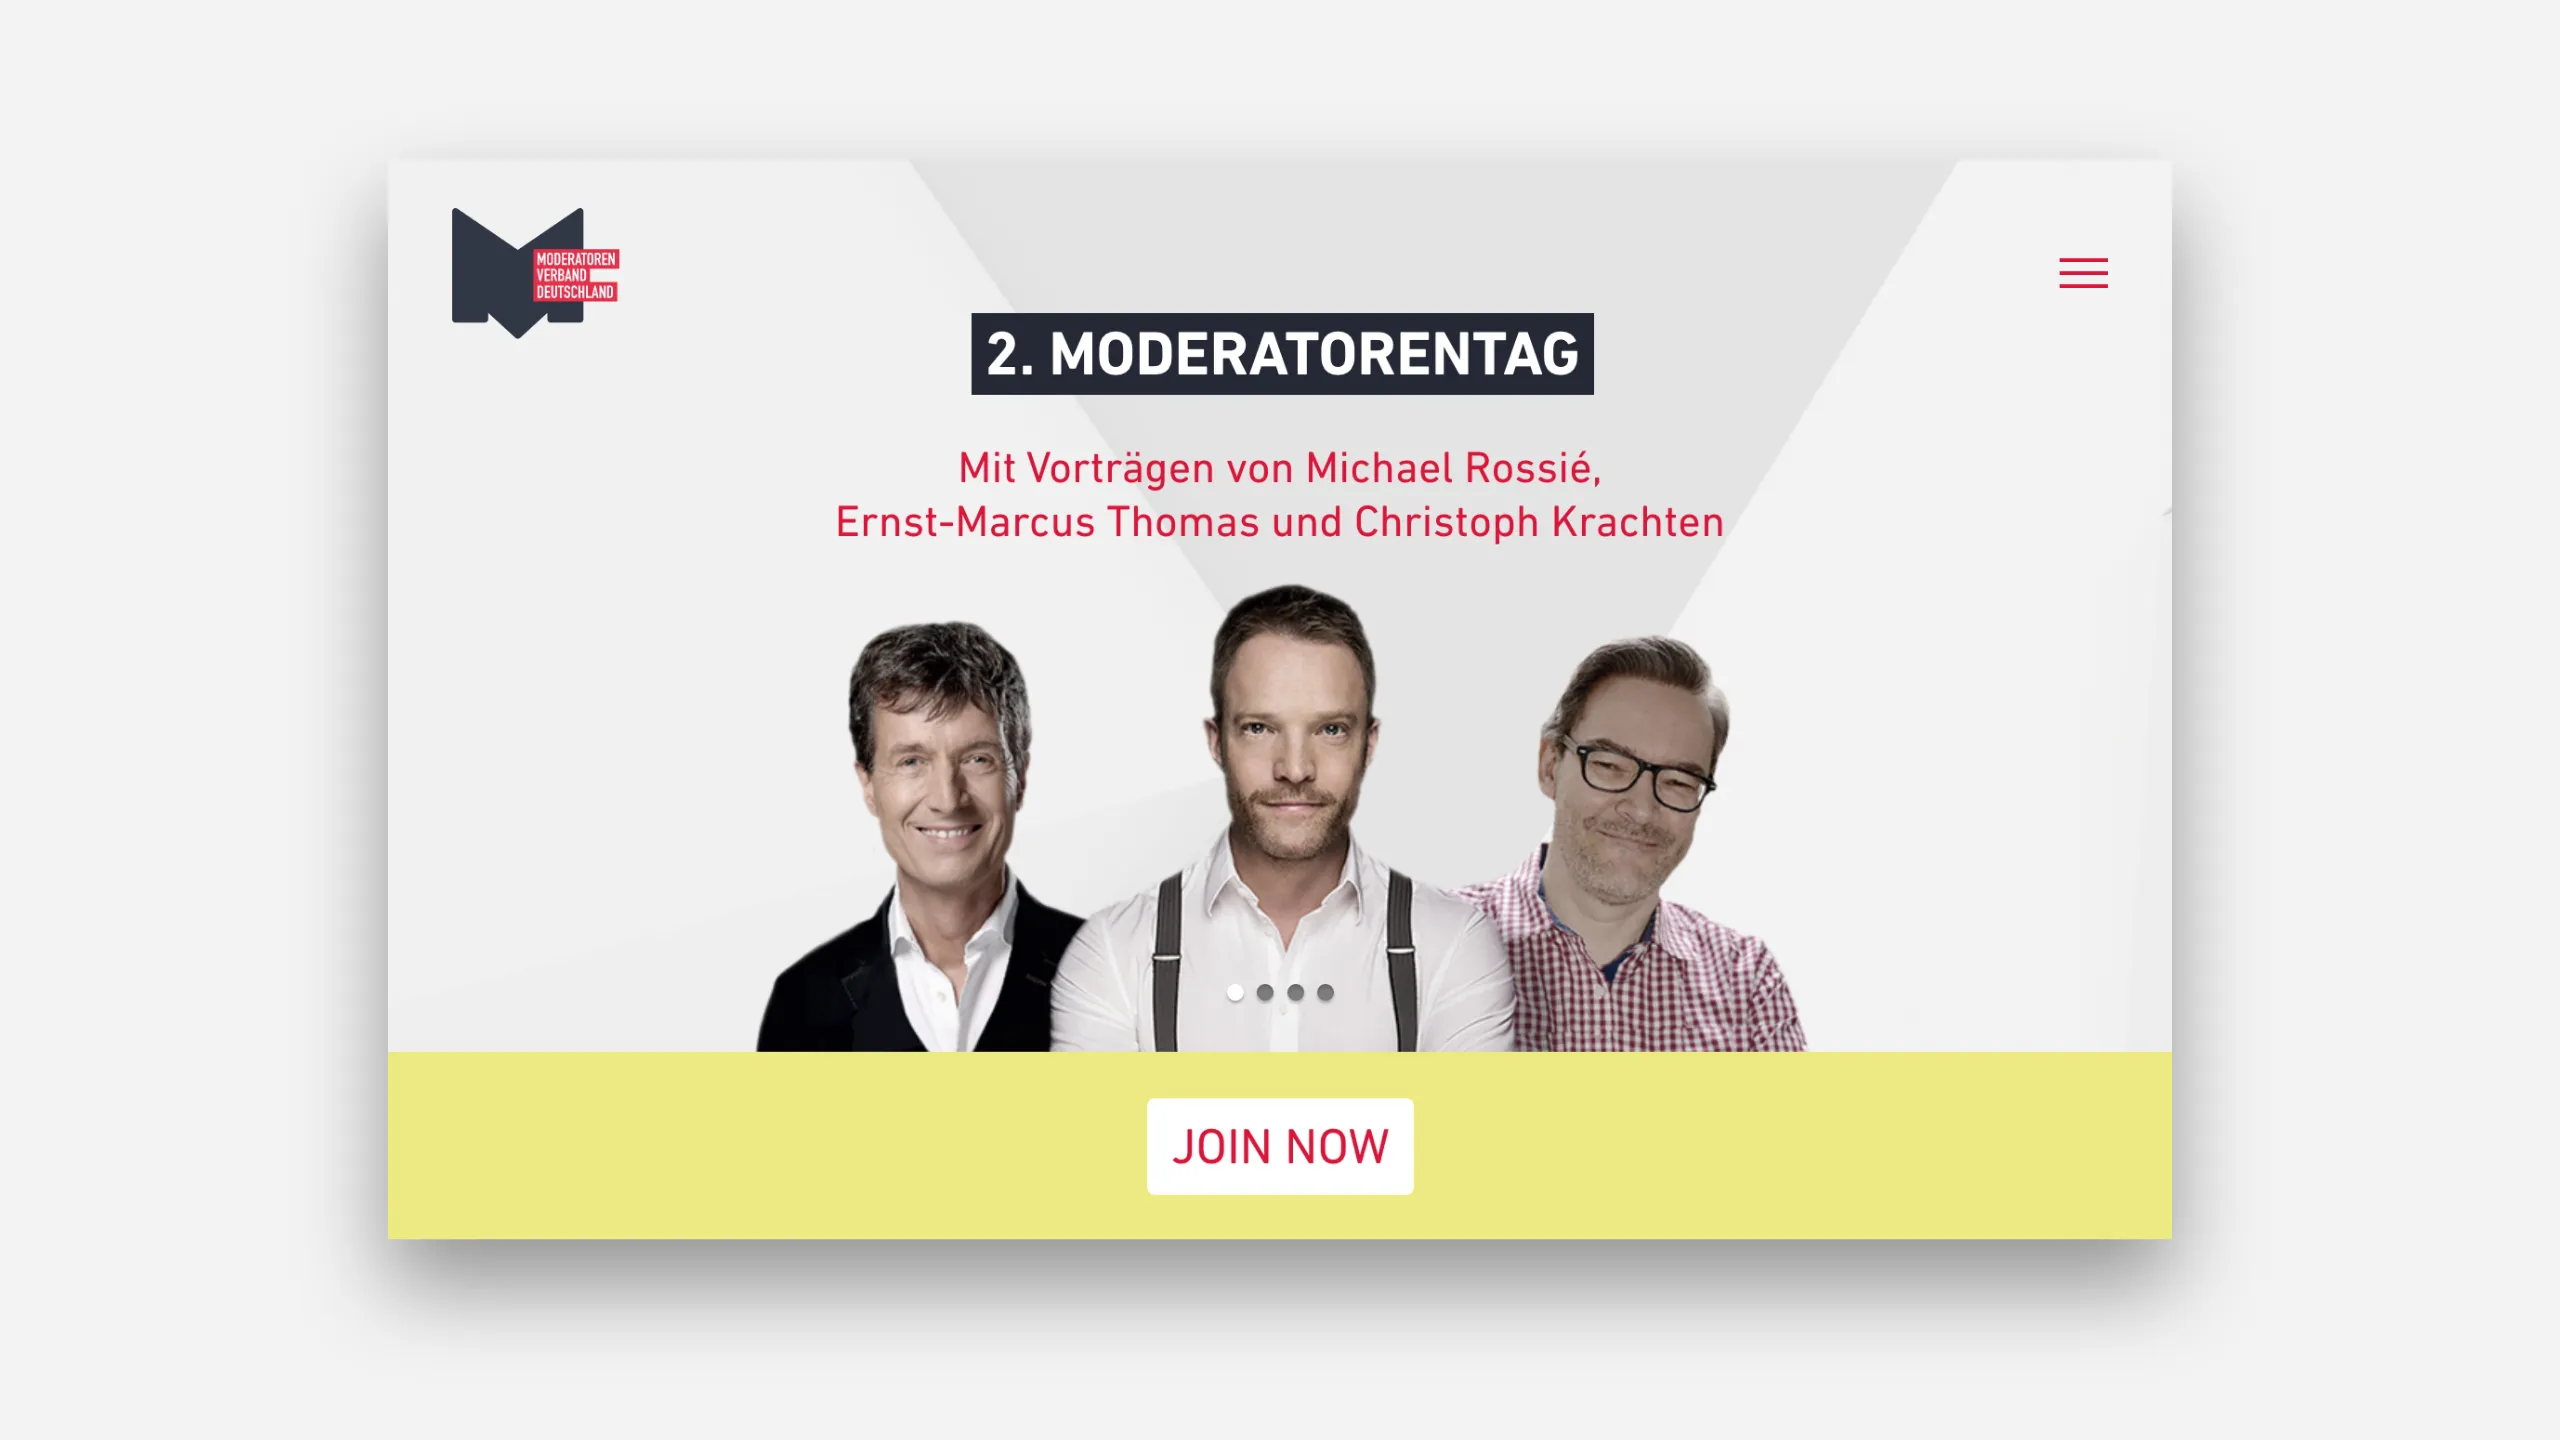 MODERATOREN
VERBAND
DEUTSCHLAND
2. MODERATORENTAG
Mit Vorträgen von Michael Rossié,
Ernst-Marcus Thomas und Christoph Krachten
JOIN NOW